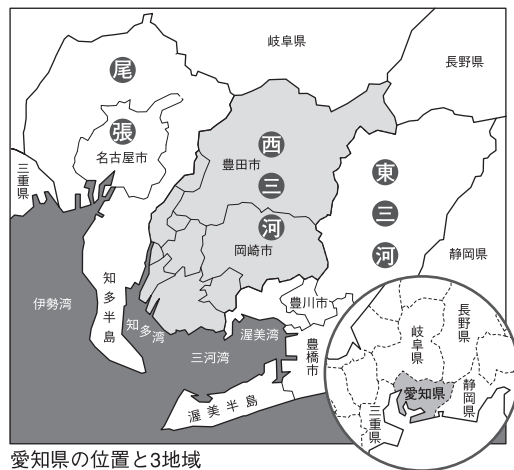 岐阜県
長野県
尾張
名古屋市
三重県
西三河
豊田市
岡崎市
東三河
静岡県
伊勢湾
知多半島
知多湾
三河湾
渥美湾
豊川市
豊橋市
渥美半島
長野県
岐阜県
愛知県
静岡県
三重県
愛知県の位置と3地域